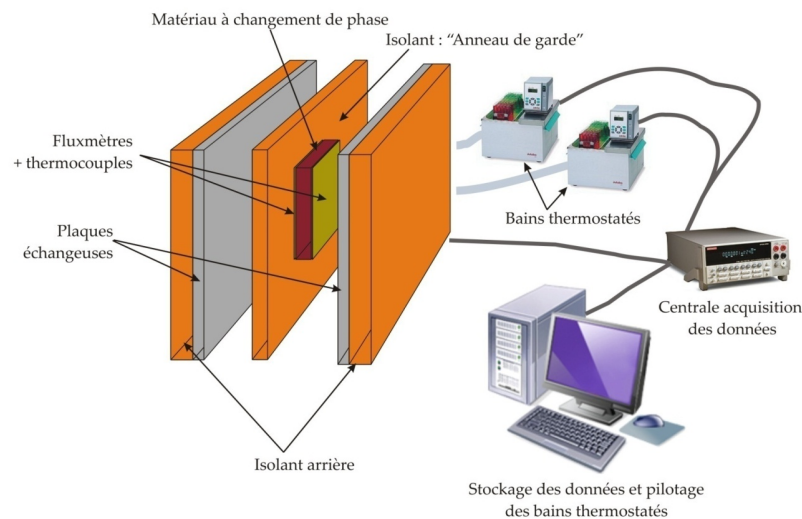 Matériau à changement de phase
Isolant : “Anneau de garde”
Fluxmètres
+ thermocouples
Plaques
échangeuses
Bains thermostatés
Centrale acquisition
des données
Isolant arrière
Stockage des données et pilotage
des bains thermostatés